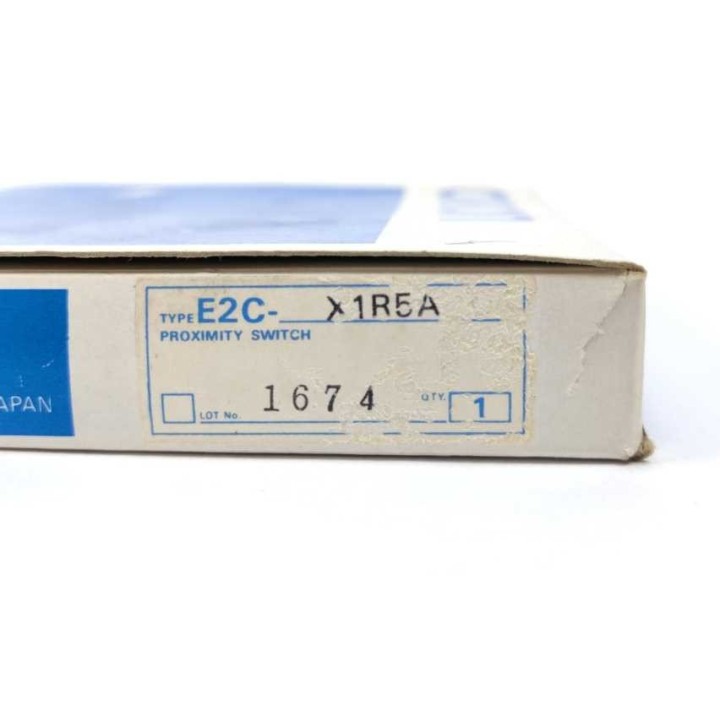 TYPE E2C- X1R5A
PROXIMITY SWITCH
LOT No. 1674 QTY. 1
APAN